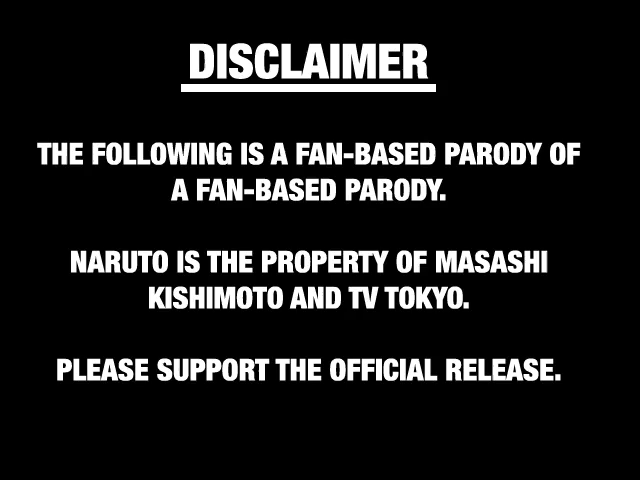 DISCLAIMER
THE FOLLOWING IS A FAN-BASED PARODY OF
A FAN-BASED PARODY.
NARUTO IS THE PROPERTY OF MASASHI
KISHIMOTO AND TV TOKYO.
PLEASE SUPPORT THE OFFICIAL RELEASE.